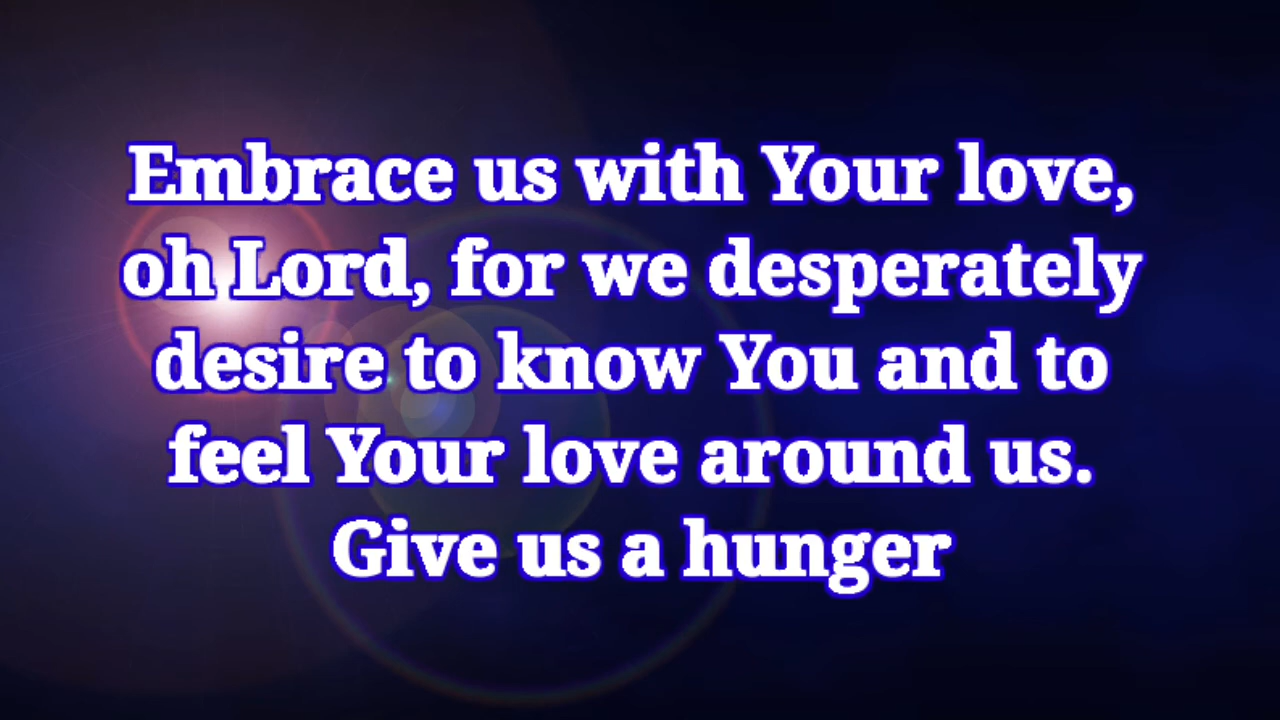 Embrace us with Your love,
oh Lord, for we desperately
desire to know You and to
feel Your love around us.
Give us a hunger